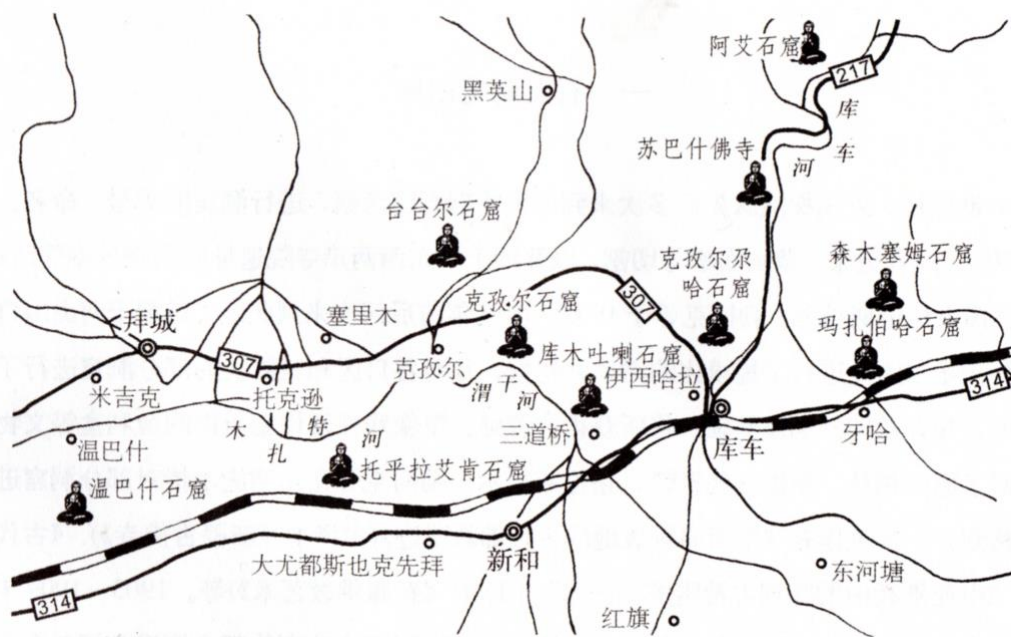 阿艾石窟
217
黑英山
库
车
河
苏巴什佛寺
台台尔石窟
克孜尔尕
哈石窟
森木塞姆石窟
307
克孜尔石窟
塞里木
拜城
玛扎伯哈石窟
库木吐喇石窟
307
克孜尔
伊西哈拉
314
米吉克
托克逊
渭
干
河
木
扎
特
河
三道桥
库车
牙哈
温巴什
托乎拉艾肯石窟
温巴什石窟
新和
大尤都斯也克先拜
东河塘
314
红旗